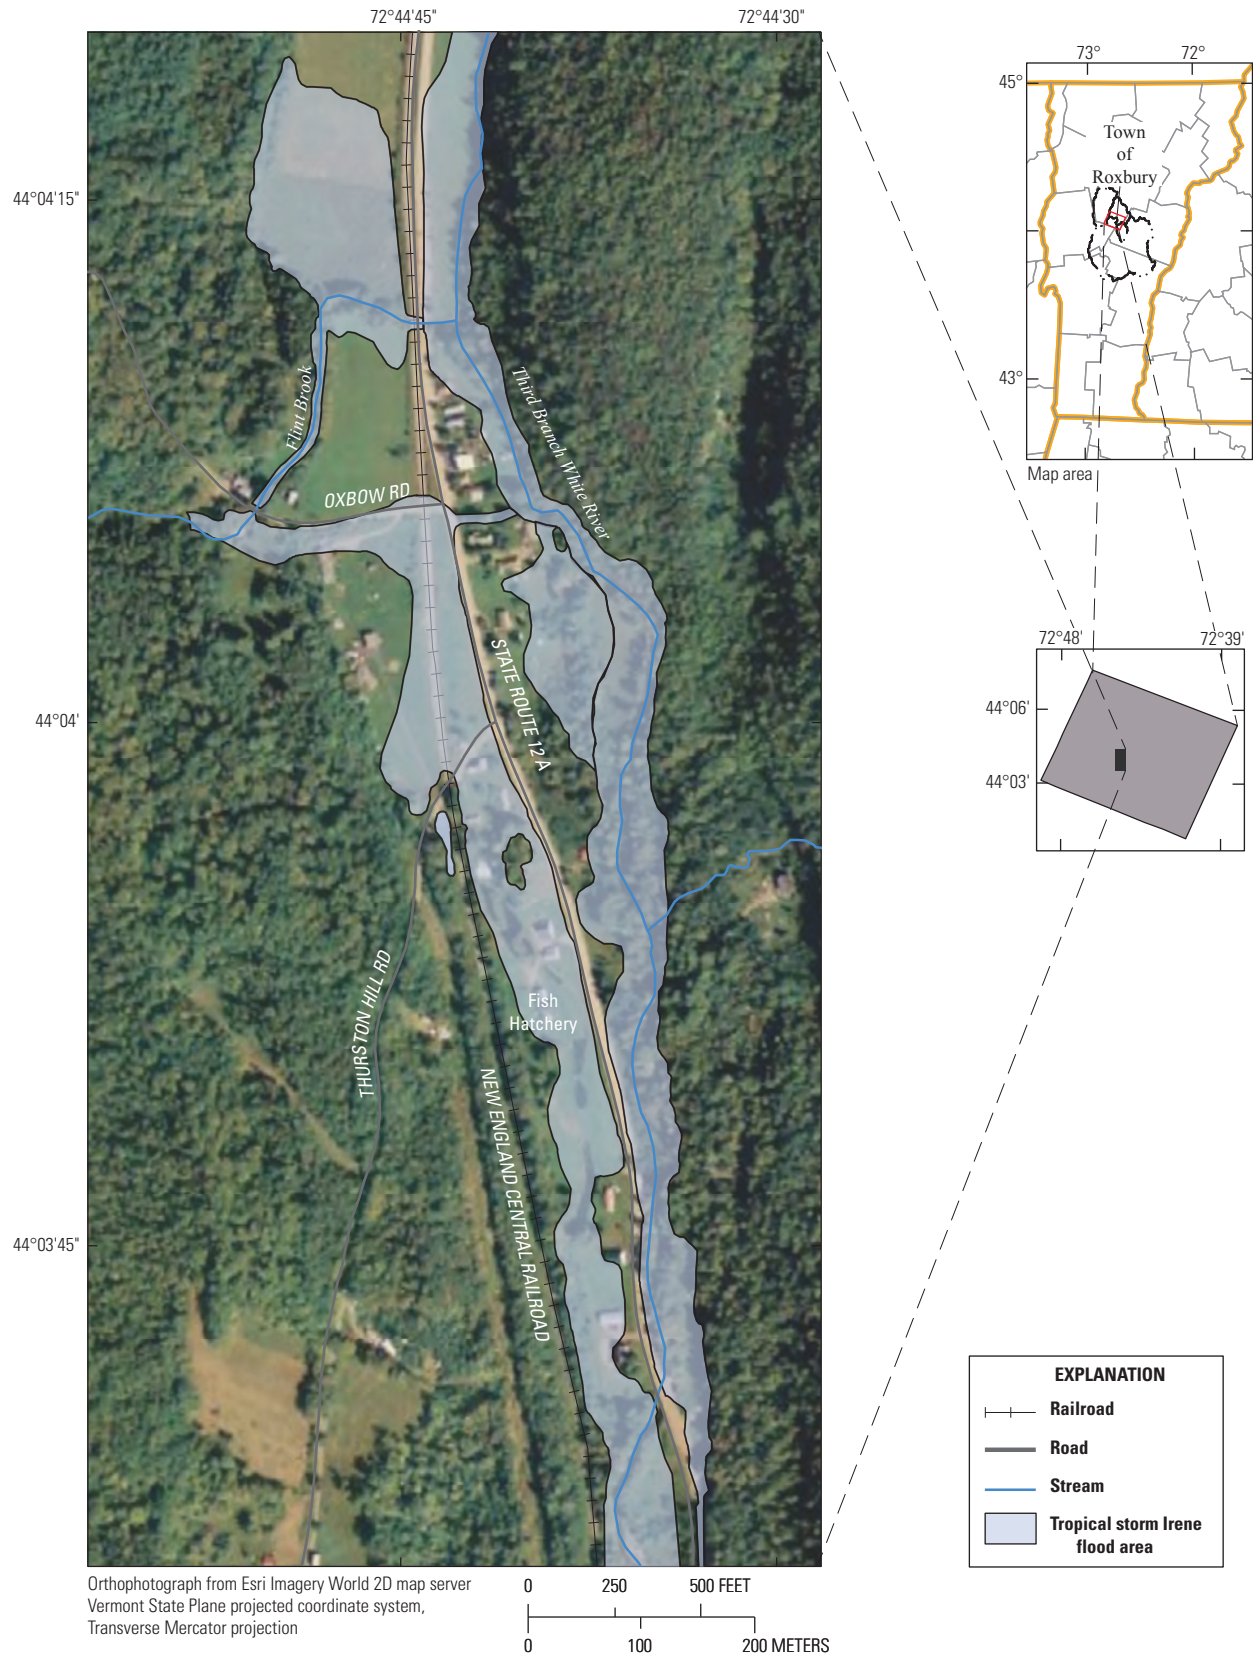 72°44'45"
72°44'30"
44°04'15"
44°04'
44°03'45"
Flint Brook
Third Branch White River
OXBOW RD
STATE ROUTE 12 A
THURSTON HILL RD
Fish
Hatchery
NEW ENGLAND CENTRAL RAILROAD
73°
72°
45°
43°
Town
of
Roxbury
Map area
72°48'
72°39'
44°06'
44°03'
EXPLANATION
Railroad
Road
Stream
Tropical storm Irene
flood area
Orthophotograph from Esri Imagery World 2D map server
Vermont State Plane projected coordinate system,
Transverse Mercator projection
0 250 500 FEET
0 100 200 METERS